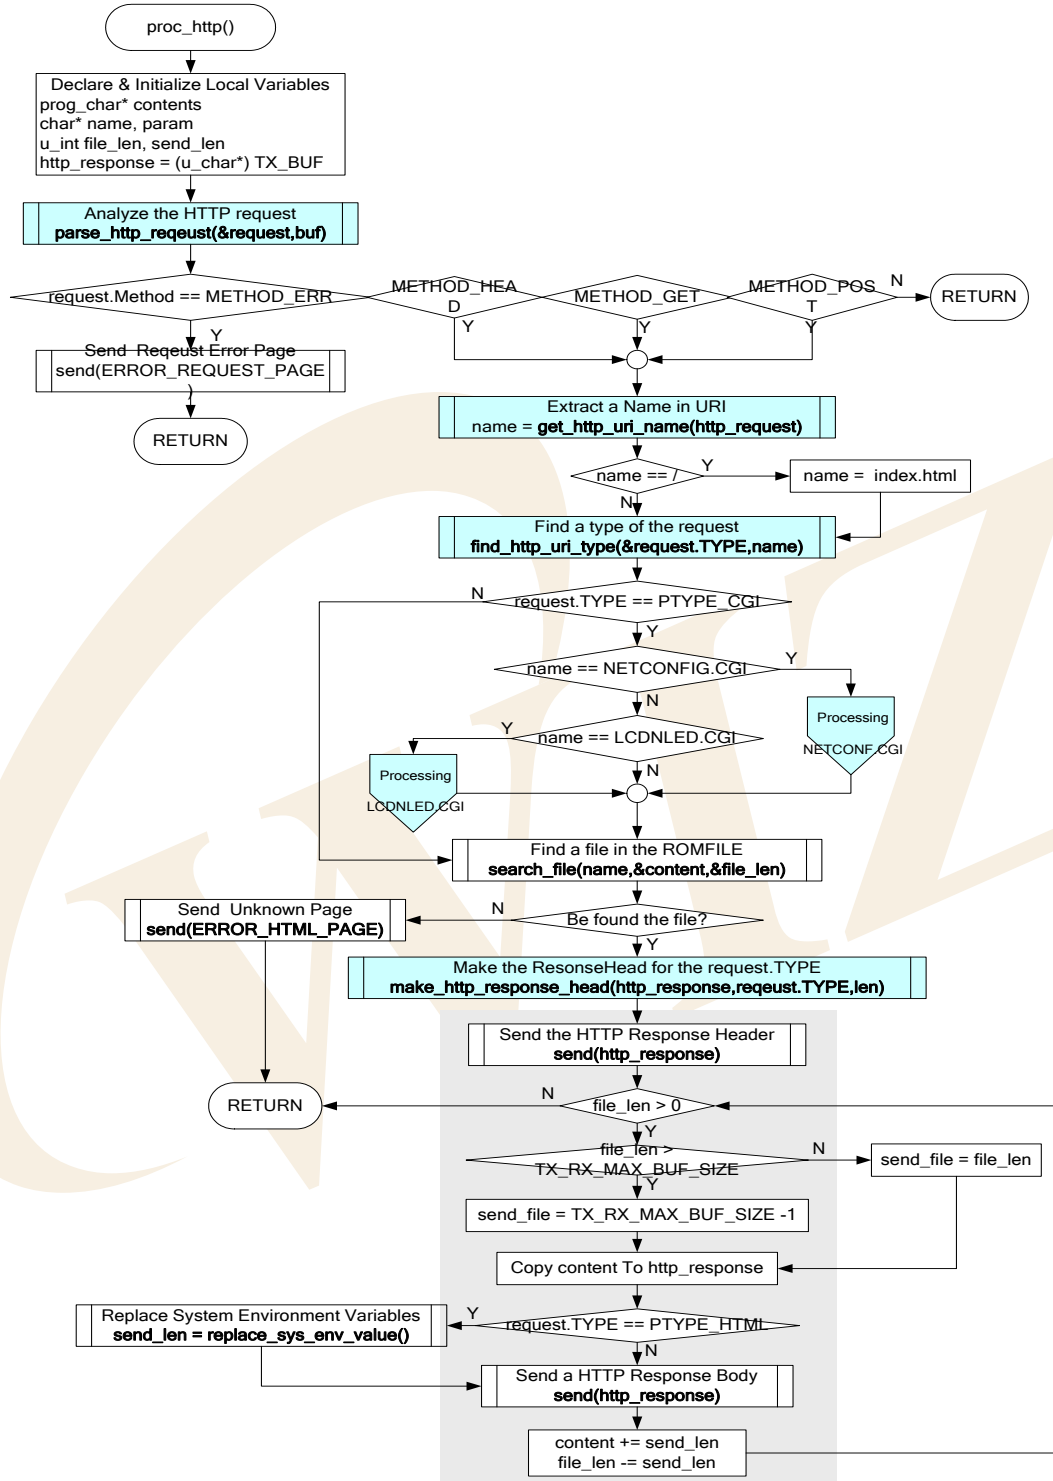 proc_http()
Declare & Initialize Local Variables
prog_char* contents
char* name, param
u_int file_len, send_len
http_response = (u_char*) TX_BUF
Analyze the HTTP request
parse_http_reqeust(&request,buf)
request.Method == METHOD_ERR
METHOD_HEA
D
METHOD_GET
METHOD_POS
T
N
RETURN
Y
Y
Y
Y
Send  Reqeust Error Page
send(ERROR_REQUEST_PAGE
)
RETURN
Extract a Name in URI
name = get_http_uri_name(http_request)
name == /
Y
name =  index.html
N
Find a type of the request
find_http_uri_type(&request.TYPE,name)
N
request.TYPE == PTYPE_CGI
Y
name == NETCONFIG.CGI
Y
N
Processing
NETCONF.CGI
Y
name == LCDNLED.CGI
N
Processing
LCDNLED.CGI
Find a file in the ROMFILE
search_file(name,&content,&file_len)
Send  Unknown Page
send(ERROR_HTML_PAGE)
N
Be found the file?
Y
Make the ResonseHead for the request.TYPE
make_http_response_head(http_response,reqeust.TYPE,len)
Send the HTTP Response Header
send(http_response)
RETURN
N
file_len > 0
Y
file_len >
TX_RX_MAX_BUF_SIZE
N
send_file = file_len
Y
send_file = TX_RX_MAX_BUF_SIZE -1
Copy content To http_response
Replace System Environment Variables
send_len = replace_sys_env_value()
Y
request.TYPE == PTYPE_HTML
N
Send a HTTP Response Body
send(http_response)
content += send_len
file_len -= send_len